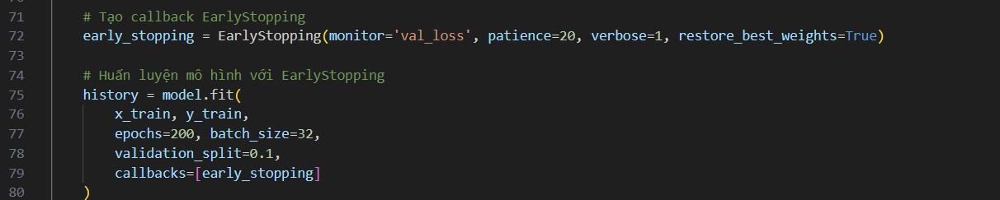 71 # Tạo callback EarlyStopping
72 early_stopping = EarlyStopping(monitor='val_loss', patience=20, verbose=1, restore_best_weights=True)
73
74 # Huấn luyện mô hình với EarlyStopping
75 history = model.fit(
76 x_train, y_train,
77 epochs=200, batch_size=32,
78 validation_split=0.1,
79 callbacks=[early_stopping]
80 )